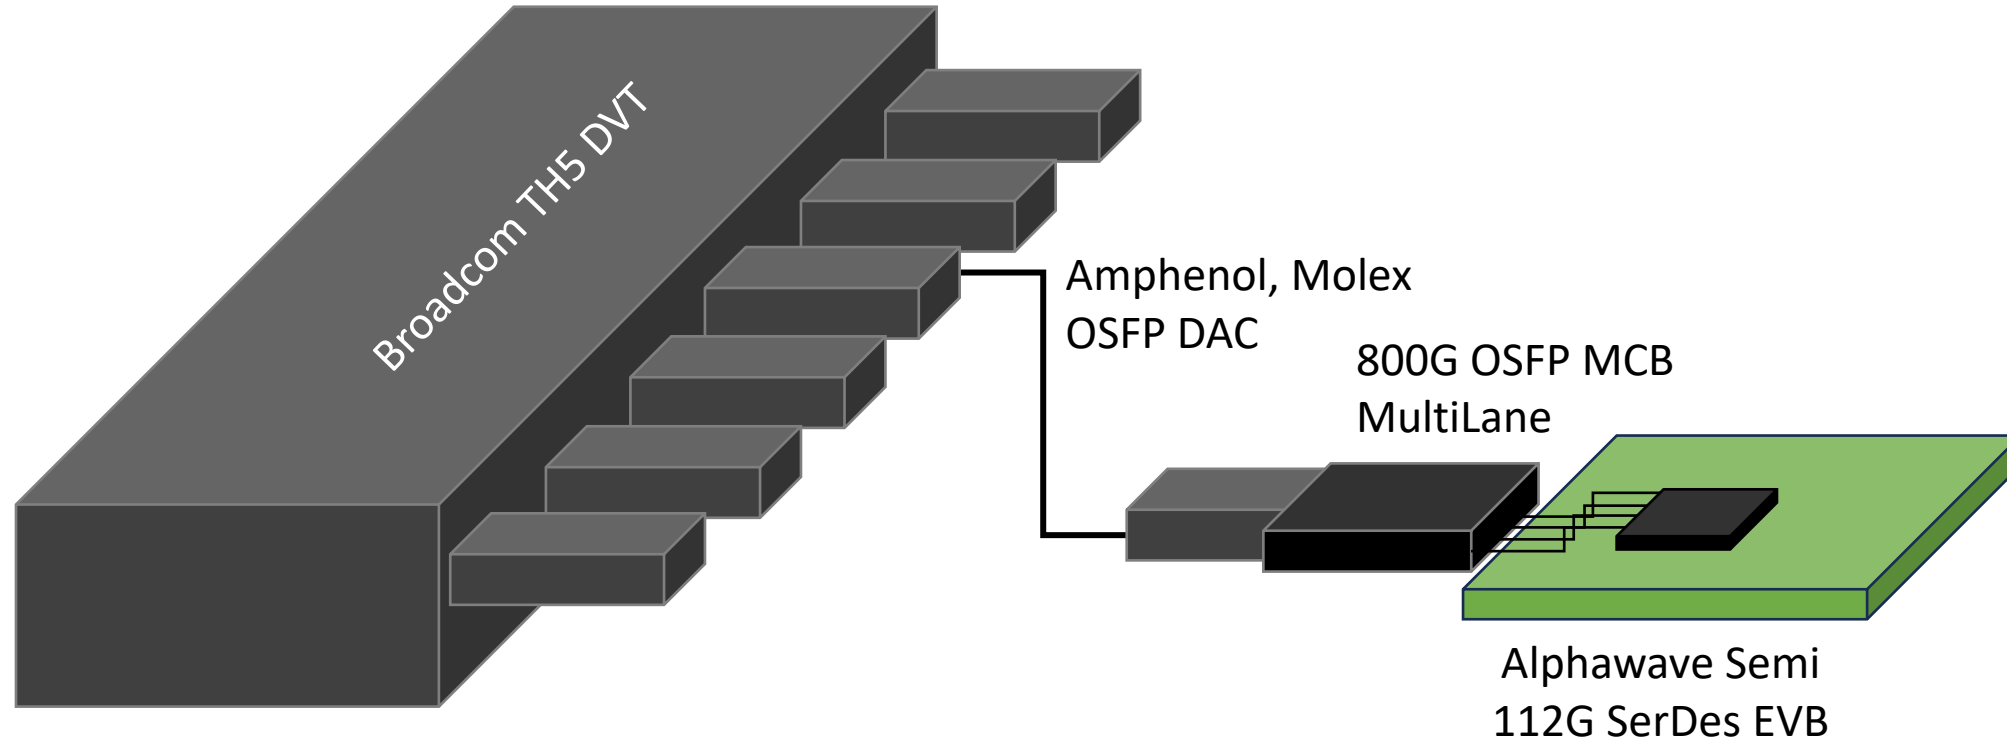 Broadcom TH5 DVT
Amphenol, Molex
OSFP DAC
800G OSFP MCB
MultiLane
Alphawave Semi
112G SerDes EVB